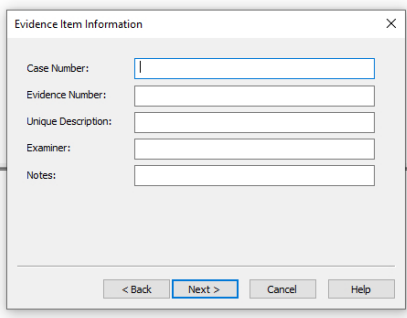 Evidence Item Information
Case Number:
Evidence Number:
Unique Description:
Examiner:
Notes:
< Back Next > Cancel Help